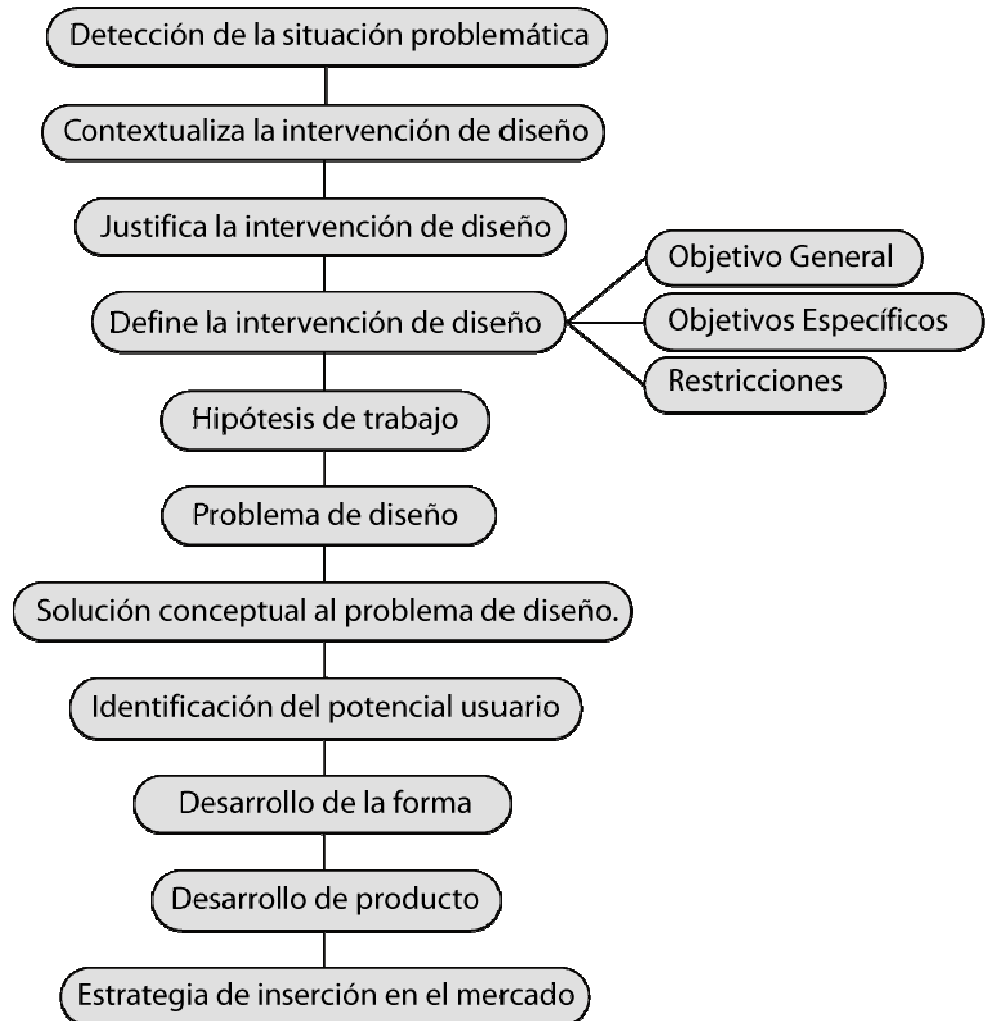 Detección de la situación problemática
Contextualiza la intervención de diseño
Justifica la intervención de diseño
Define la intervención de diseño
Objetivo General
Objetivos Específicos
Restricciones
Hipótesis de trabajo
Problema de diseño
Solución conceptual al problema de diseño.
Identificación del potencial usuario
Desarrollo de la forma
Desarrollo de producto
Estrategia de inserción en el mercado